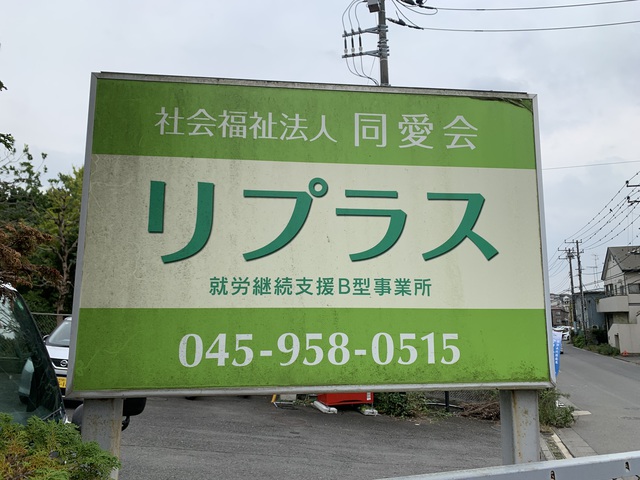 社会福祉法人 同愛会
リプラス
就労継続支援B型事業所
045-958-0515